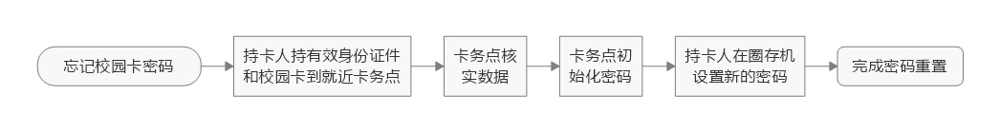 忘记校园卡密码
持卡人持有效身份证件
和校园卡到就近卡务点
卡务点核
实数据
卡务点初
始化密码
持卡人在圈存机
设置新的密码
完成密码重置